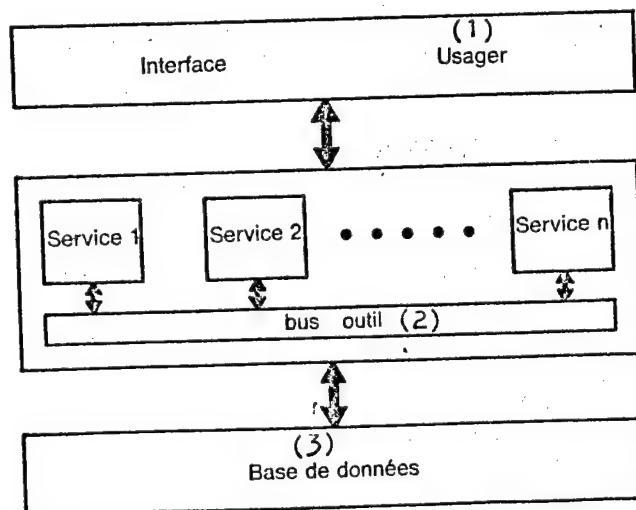 (1)
Interface Usager
Service 1
Service 2
Service n
bus outil (2)
(3)
Base de données